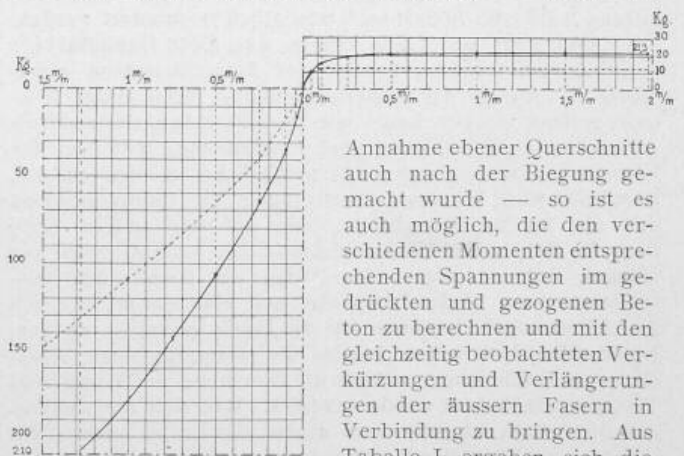 Kg.
30
20
10
0
21,3
0 m/m
0,5 m/m
1 m/m
1,5 m/m
2 m/m
Kg.
1,5 m/m
1 m/m
0,5 m/m
0
50
100
150
200
210
Annahme ebener Querschnitte
auch nach der Biegung ge-
macht wurde — so ist es
auch möglich, die den ver-
schiedenen Momenten entspre-
chenden Spannungen im ge-
drückten und gezogenen Be-
ton zu berechnen und mit den
gleichzeitig beobachteten Ver-
kürzungen und Verlängerun-
gen der äussern Fasern in
Verbindung zu bringen. Aus
Tabelle I ergaben sich die